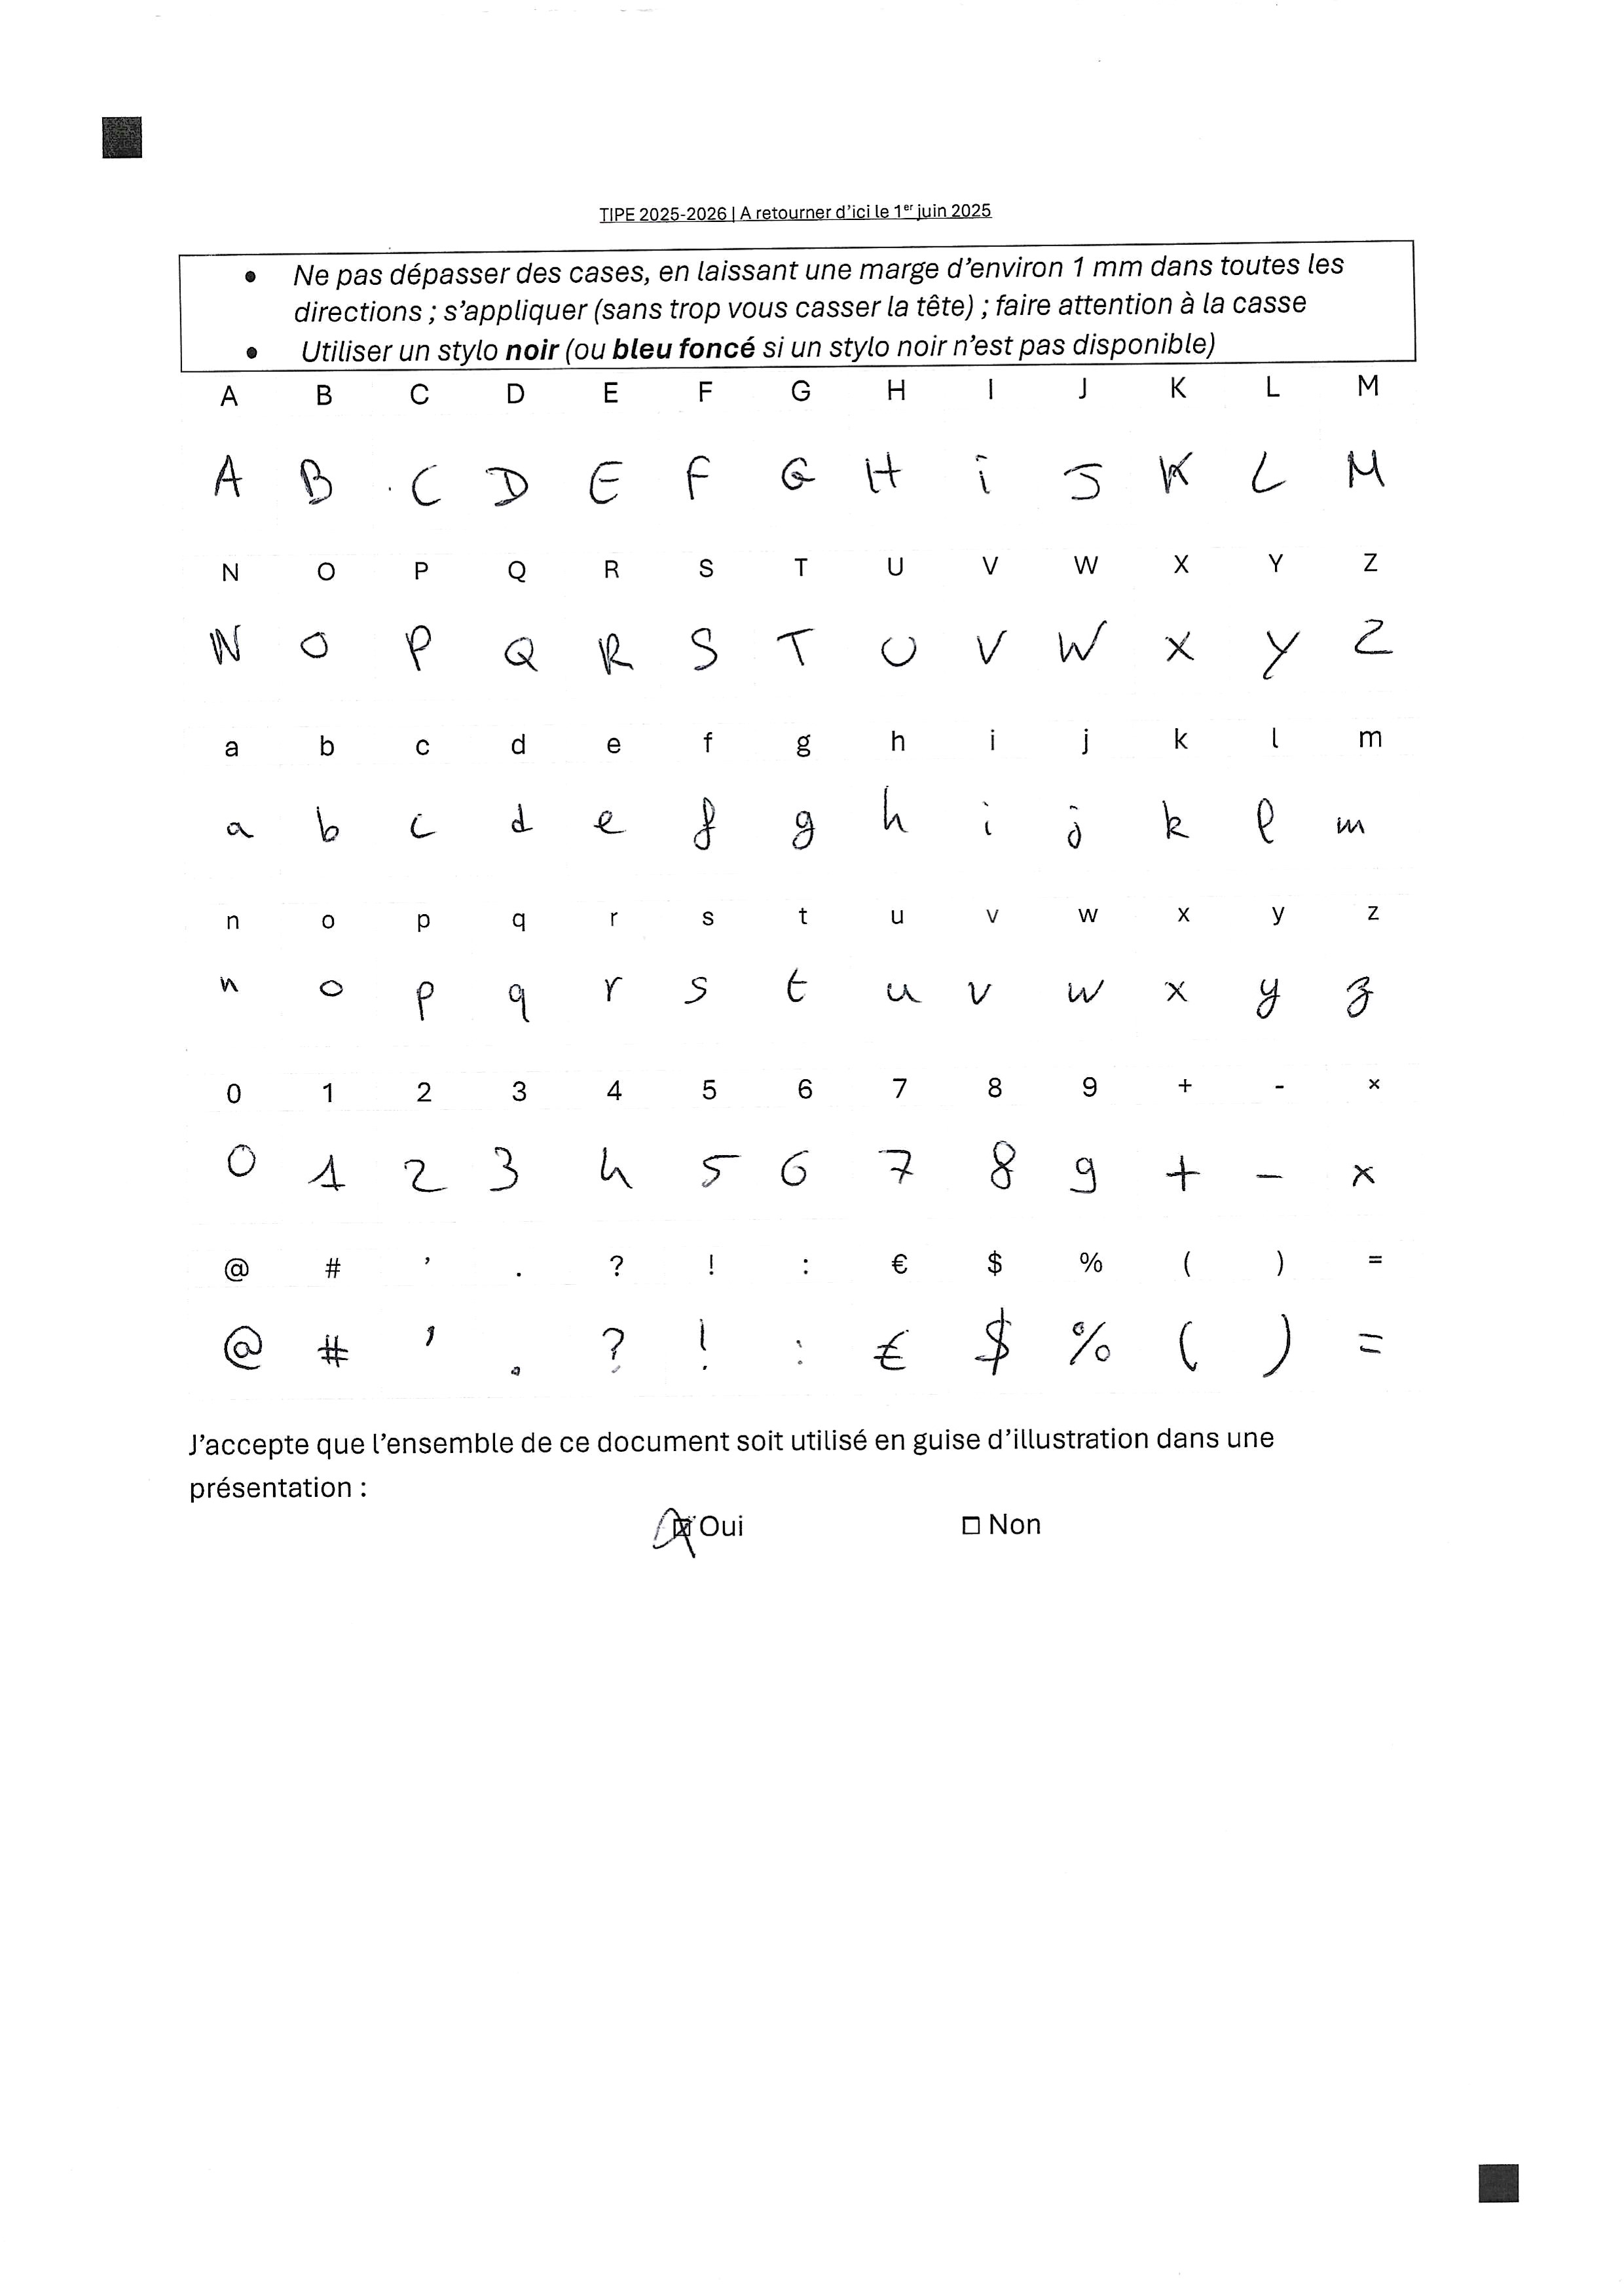 TIPE 2025-2026 | A retourner d'ici le 1er juin 2025
• Ne pas dépasser des cases, en laissant une marge d'environ 1 mm dans toutes les
directions ; s'appliquer (sans trop vous casser la tête) ; faire attention à la casse
• Utiliser un stylo noir (ou bleu foncé si un stylo noir n'est pas disponible)
A B C D E F G H I J K L M
A B C D E F G H i J K L M
N O P Q R S T U V W X Y Z
N O P Q R S T U V W X Y Z
a b c d e f g h i j k l m
a b c d e f g h i j k l m
n o p q r s t u v w x y z
n o p q r s t u v w x y z
0 1 2 3 4 5 6 7 8 9 + - ×
0 1 2 3 4 5 6 7 8 9 + - ×
@ # ’ . ? ! : € $ % ( ) =
@ # ’ . ? ! : € $ % ( ) =
J'accepte que l'ensemble de ce document soit utilisé en guise d'illustration dans une
présentation :
☒ Oui ☐ Non